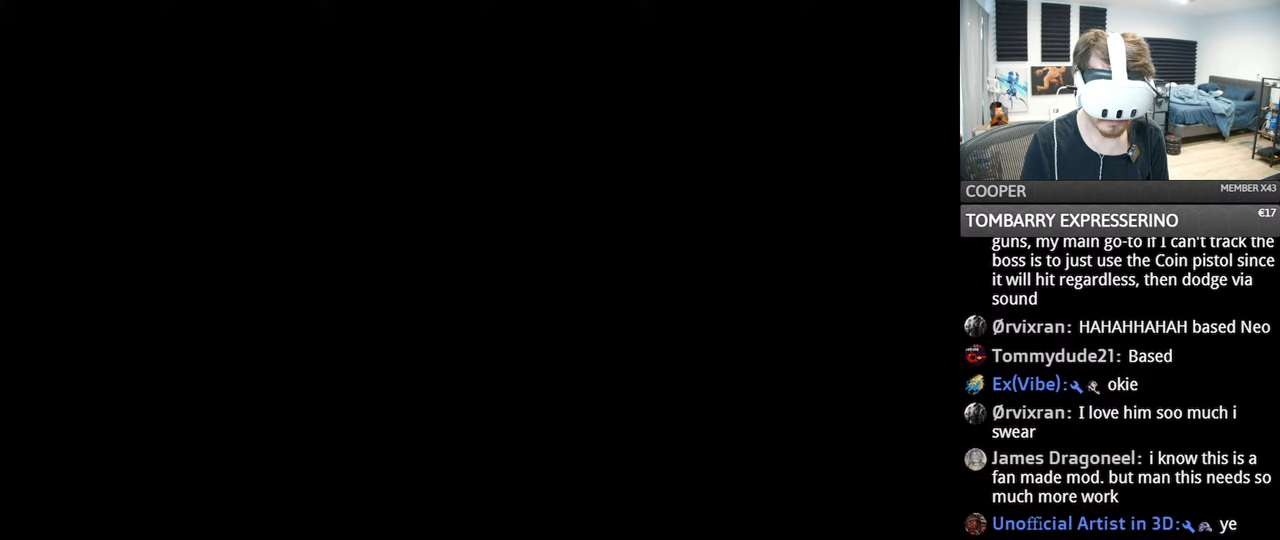 COOPER
MEMBER X43
TOMBARRY EXPRESSERINO
€17
guns, my main go-to if I can't track the
boss is to just use the Coin pistol since
it will hit regardless, then dodge via
sound
Ørvixran: HAHAHHAHAH based Neo
Tommydude21: Based
Ex(Vibe): okie
Ørvixran: I love him soo much i
swear
James Dragoneel: i know this is a
fan made mod. but man this needs so
much more work
Unofficial Artist in 3D: ye